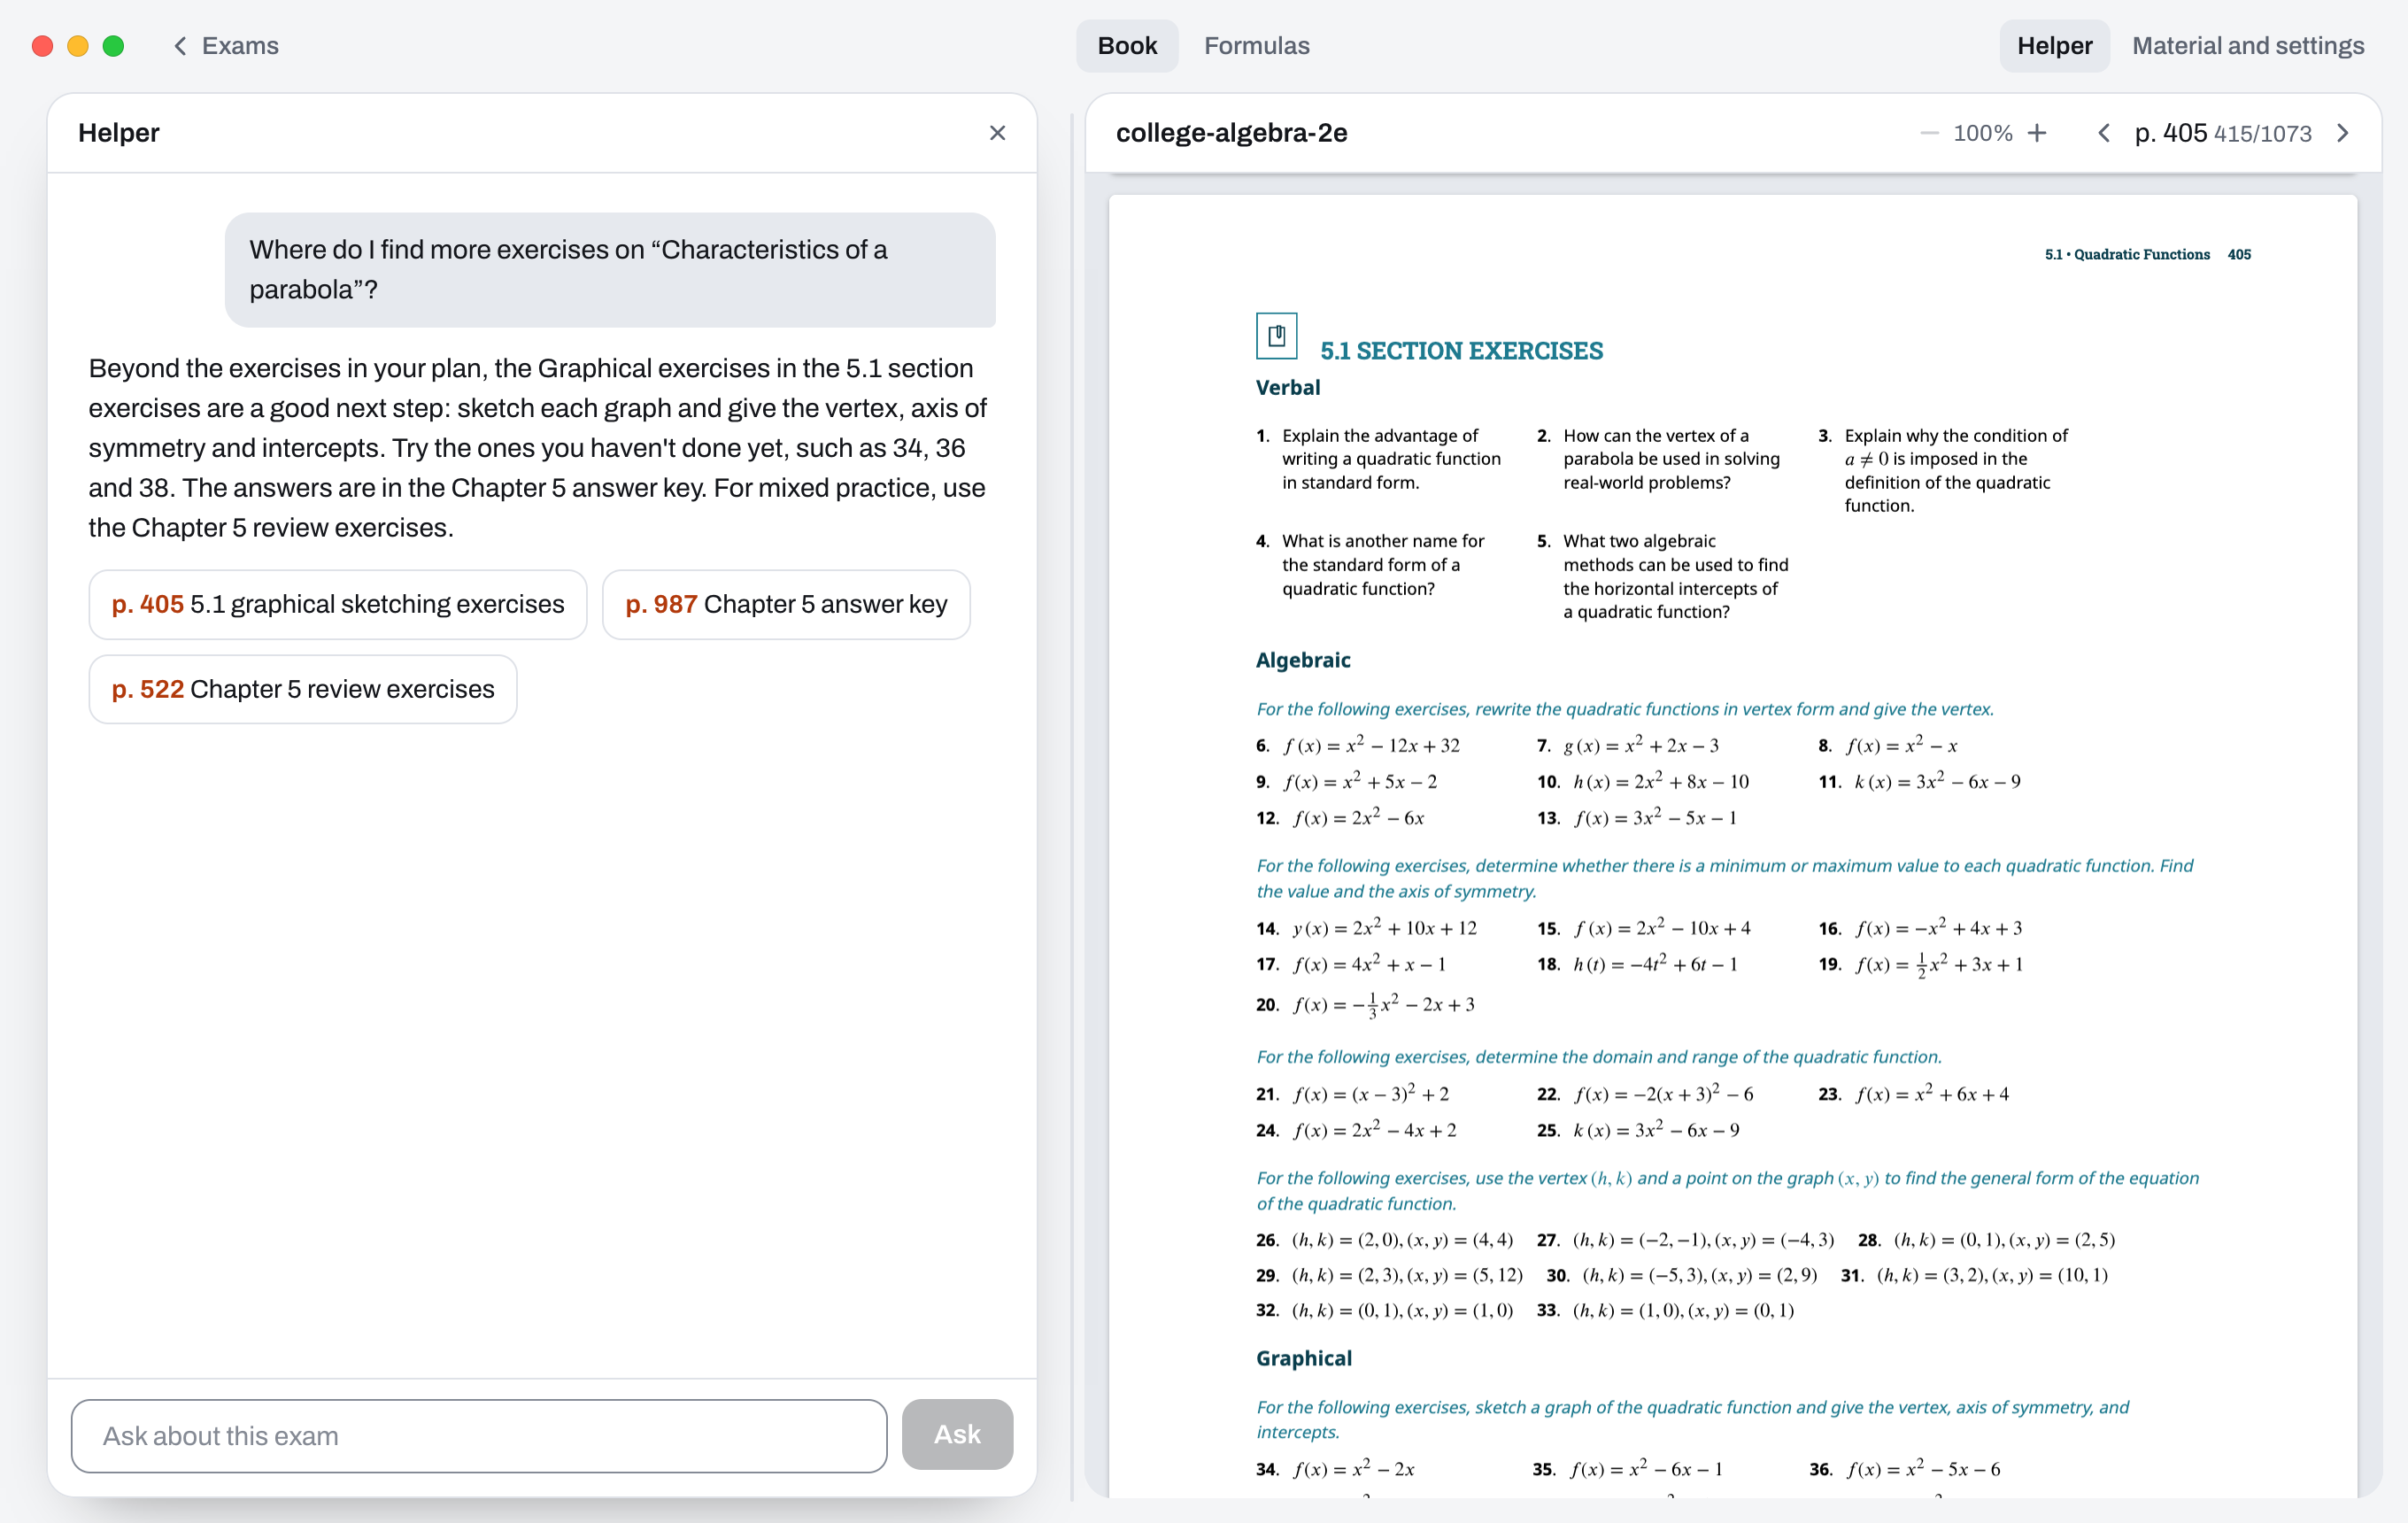 Exams
Book
Formulas
Helper
Material and settings
Helper
Where do I find more exercises on “Characteristics of a
parabola”?
Beyond the exercises in your plan, the Graphical exercises in the 5.1 section
exercises are a good next step: sketch each graph and give the vertex, axis of
symmetry and intercepts. Try the ones you haven't done yet, such as 34, 36
and 38. The answers are in the Chapter 5 answer key. For mixed practice, use
the Chapter 5 review exercises.
p. 405 5.1 graphical sketching exercises
p. 987 Chapter 5 answer key
p. 522 Chapter 5 review exercises
Ask about this exam
Ask
college-algebra-2e
100%
p. 405 415/1073
5.1 • Quadratic Functions 405
5.1 SECTION EXERCISES
Verbal
1. Explain the advantage of
writing a quadratic function
in standard form.
2. How can the vertex of a
parabola be used in solving
real-world problems?
3. Explain why the condition of
a ≠ 0 is imposed in the
definition of the quadratic
function.
4. What is another name for
the standard form of a
quadratic function?
5. What two algebraic
methods can be used to find
the horizontal intercepts of
a quadratic function?
Algebraic
For the following exercises, rewrite the quadratic functions in vertex form and give the vertex.
6. f (x) = x² − 12x + 32
7. g (x) = x² + 2x − 3
8. f(x) = x² − x
9. f(x) = x² + 5x − 2
10. h (x) = 2x² + 8x − 10
11. k (x) = 3x² − 6x − 9
12. f(x) = 2x² − 6x
13. f(x) = 3x² − 5x − 1
For the following exercises, determine whether there is a minimum or maximum value to each quadratic function. Find
the value and the axis of symmetry.
14. y (x) = 2x² + 10x + 12
15. f (x) = 2x² − 10x + 4
16. f(x) = −x² + 4x + 3
17. f(x) = 4x² + x − 1
18. h (t) = −4t² + 6t − 1
19. f(x) = 1/2 x² + 3x + 1
20. f(x) = −1/3 x² − 2x + 3
For the following exercises, determine the domain and range of the quadratic function.
21. f(x) = (x − 3)² + 2
22. f(x) = −2(x + 3)² − 6
23. f(x) = x² + 6x + 4
24. f(x) = 2x² − 4x + 2
25. k (x) = 3x² − 6x − 9
For the following exercises, use the vertex (h, k) and a point on the graph (x, y) to find the general form of the equation
of the quadratic function.
26. (h, k) = (2, 0), (x, y) = (4, 4)
27. (h, k) = (−2, −1), (x, y) = (−4, 3)
28. (h, k) = (0, 1), (x, y) = (2, 5)
29. (h, k) = (2, 3), (x, y) = (5, 12)
30. (h, k) = (−5, 3), (x, y) = (2, 9)
31. (h, k) = (3, 2), (x, y) = (10, 1)
32. (h, k) = (0, 1), (x, y) = (1, 0)
33. (h, k) = (1, 0), (x, y) = (0, 1)
Graphical
For the following exercises, sketch a graph of the quadratic function and give the vertex, axis of symmetry, and
intercepts.
34. f(x) = x² − 2x
35. f(x) = x² − 6x − 1
36. f(x) = x² − 5x − 6